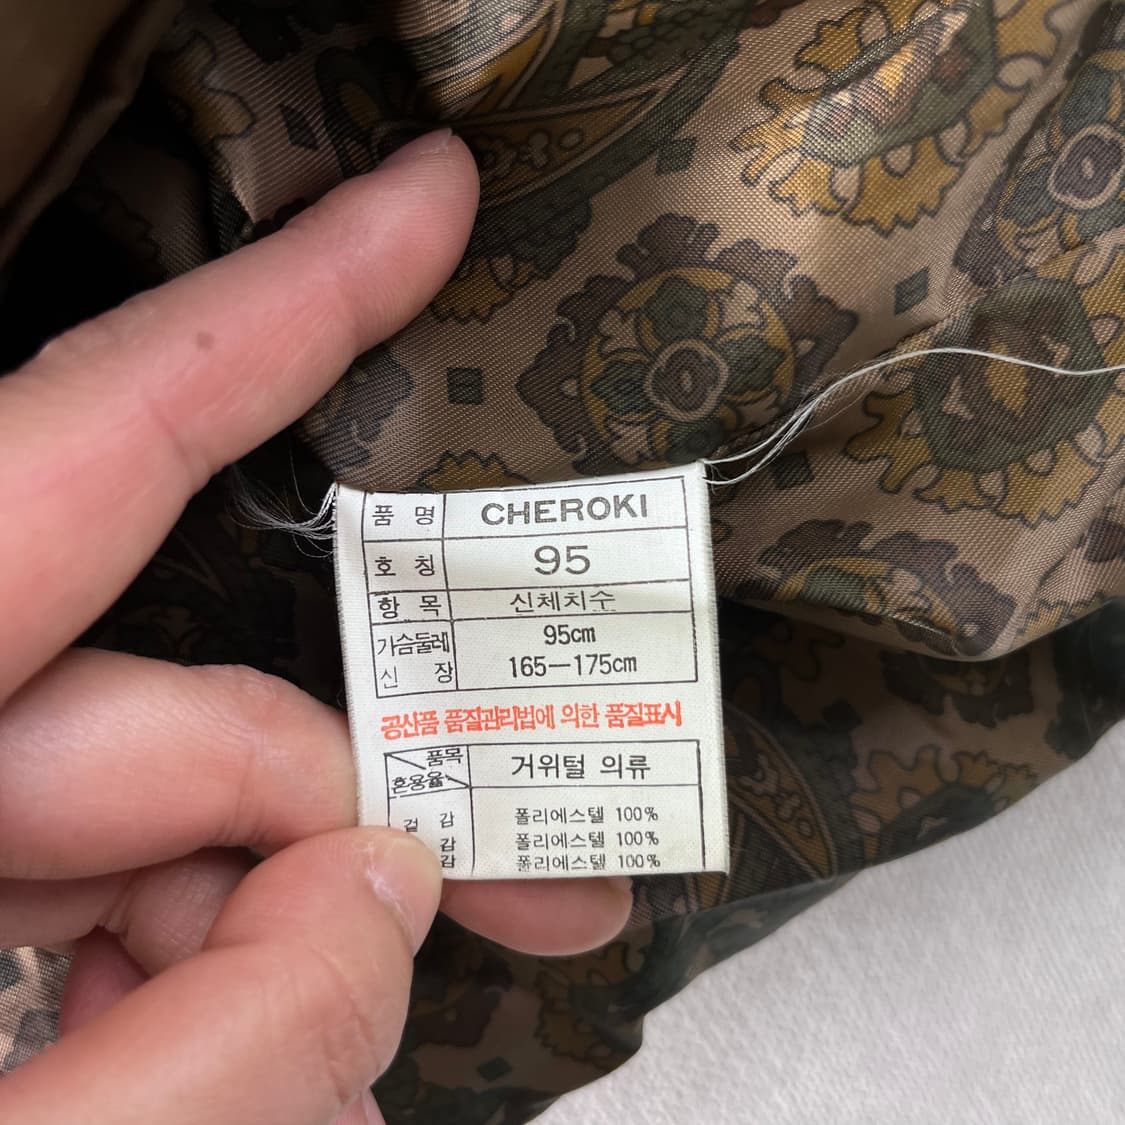 품 명 CHEROKI
호 칭 95
항 목 신체치수
가슴둘레 95cm
신 장 165-175cm
공산품 품질관리법에 의한 품질표시
품목 거위털 의류
혼용율
겉 감 폴리에스텔 100%
감 폴리에스텔 100%
감 폴리에스텔 100%